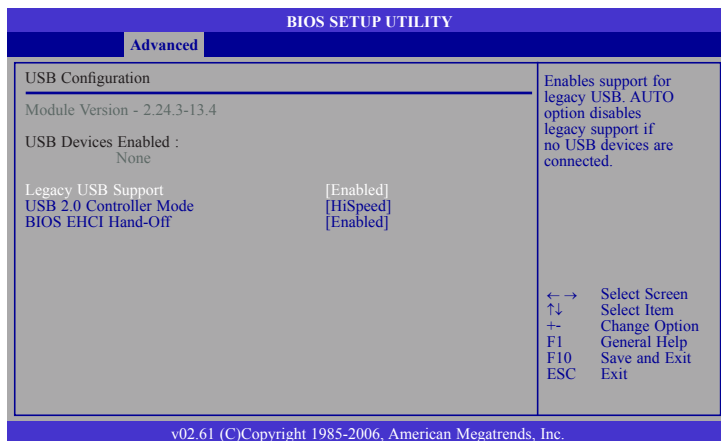 BIOS SETUP UTILITY
Advanced
USB Configuration
Module Version - 2.24.3-13.4
USB Devices Enabled :
None
Legacy USB Support [Enabled]
USB 2.0 Controller Mode [HiSpeed]
BIOS EHCI Hand-Off [Enabled]
Enables support for
legacy USB. AUTO
option disables
legacy support if
no USB devices are
connected.
←→ Select Screen
↑↓ Select Item
+- Change Option
F1 General Help
F10 Save and Exit
ESC Exit
v02.61 (C)Copyright 1985-2006, American Megatrends, Inc.